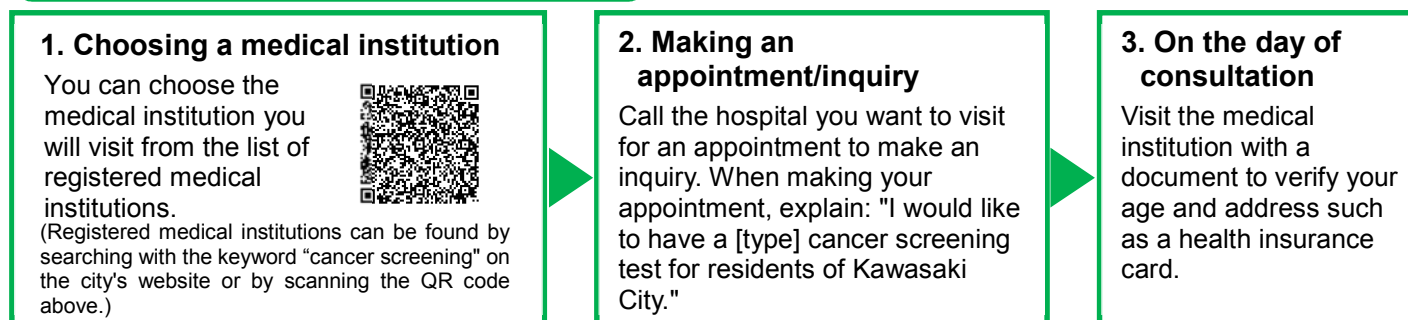 1. Choosing a medical institution
You can choose the
medical institution you
will visit from the list of
registered medical
institutions.
(Registered medical institutions can be found by
searching with the keyword “cancer screening" on
the city's website or by scanning the QR code
above.)
2. Making an
appointment/inquiry
Call the hospital you want to visit
for an appointment to make an
inquiry. When making your
appointment, explain: "I would like
to have a [type] cancer screening
test for residents of Kawasaki
City."
3. On the day of
consultation
Visit the medical
institution with a
document to verify your
age and address such
as a health insurance
card.